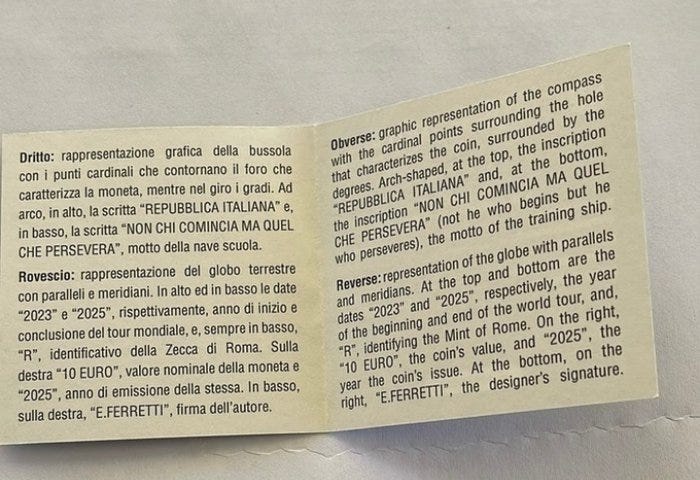 Dritto: rappresentazione grafica della bussola
con i punti cardinali che contornano il foro che
caratterizza la moneta, mentre nel giro i gradi. Ad
arco, in alto, la scritta “REPUBBLICA ITALIANA” e,
in basso, la scritta “NON CHI COMINCIA MA QUEL
CHE PERSEVERA”, motto della nave scuola.
Rovescio: rappresentazione del globo terrestre
con paralleli e meridiani. In alto ed in basso le date
“2023” e “2025”, rispettivamente, anno di inizio e
conclusione del tour mondiale, e, sempre in basso,
“R”, identificativo della Zecca di Roma. Sulla
destra “10 EURO”, valore nominale della moneta e
“2025”, anno di emissione della stessa. In basso,
sulla destra, “E.FERRETTI”, firma dell’autore.
Obverse: graphic representation of the compass
with the cardinal points surrounding the hole
that characterizes the coin, surrounded by the
degrees. Arch-shaped, at the top, the inscription
“REPUBBLICA ITALIANA” and, at the bottom,
the inscription “NON CHI COMINCIA MA QUEL
CHE PERSEVERA” (not he who begins but he
who perseveres), the motto of the training ship.
Reverse: representation of the globe with parallels
and meridians. At the top and bottom are the
dates “2023” and “2025”, respectively, the year
of the beginning and end of the world tour, and,
“R”, identifying the Mint of Rome. On the right,
“10 EURO”, the coin’s value, and “2025”, the
year the coin’s issue. At the bottom, on the
right, “E.FERRETTI”, the designer’s signature.